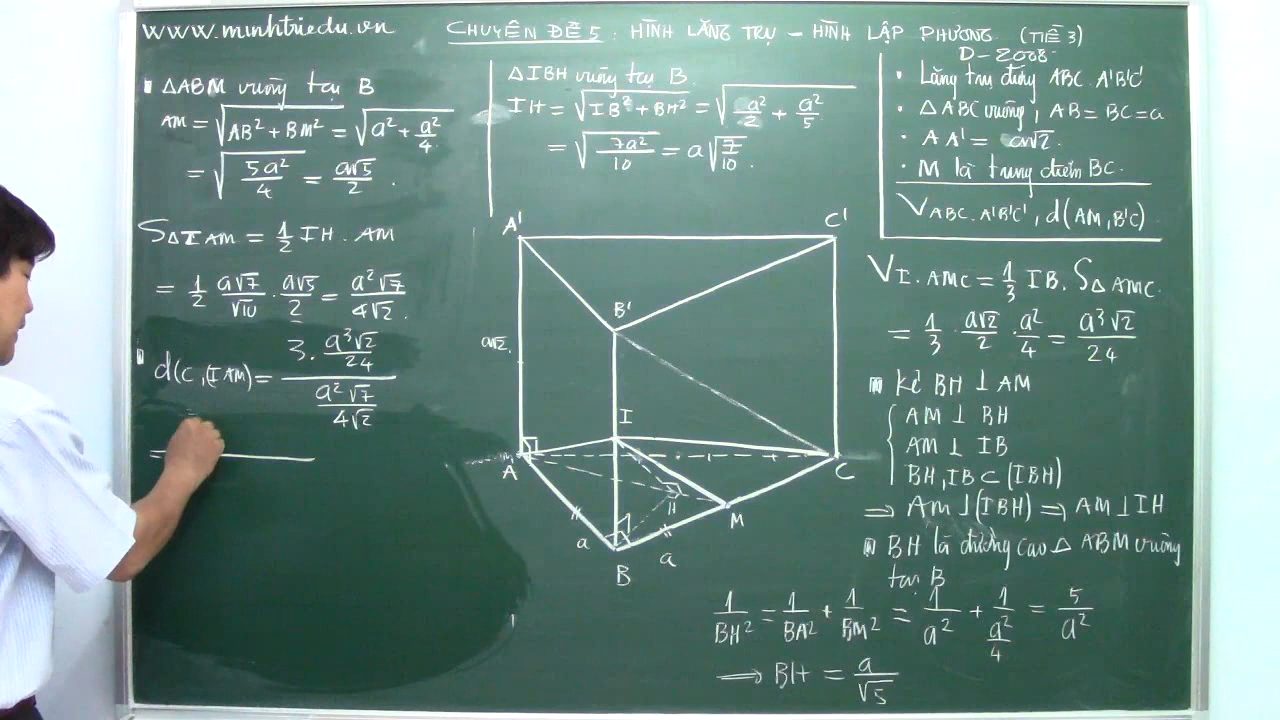 www.minhtriedu.vn
CHUYÊN ĐỀ 5: HÌNH LĂNG TRỤ – HÌNH LẬP PHƯƠNG (TIẾ 3)
D-2008
▪ ΔABM vuông tại B
AM = √(AB² + BM²) = √(a² + a²/4)
= √(5a²/4) = a√5/2.
S_ΔIAM = 1/2 IH . AM
= 1/2 a√7/√10 . a√5/2 = a²√7/4√2.
▪ d(C,(IAM) = (3. a³√2/24)/(a²√7/4√2)
=
ΔIBH vuông tại B
IH = √(IB² + BH²) = √(a²/2 + a²/5)
= √(7a²/10) = a√(7/10).
• Lăng trụ đứng ABC.A'B'C'
• ΔABC vuông, AB = BC = a
• AA' = a√2.
• M là trung điểm BC.
V_ABC.A'B'C', d(AM,B'C)
A'
C'
B'
a√2.
I
A
C
H
M
a
a
B
V_I.AMC = 1/3 IB. S_ΔAMC.
= 1/3 . a√2/2 . a²/4 = a³√2/24
▪ Kẻ BH ⊥ AM
AM ⊥ BH
AM ⊥ IB
BH, IB ⊂ (IBH)
⇒ AM ⊥ (IBH) ⇒ AM ⊥ IH
▪ BH là đường cao Δ ABM vuông
tại B
1/BH² = 1/BA² + 1/BM² = 1/a² + 1/(a²/4) = 5/a²
⇒ BH = a/√5